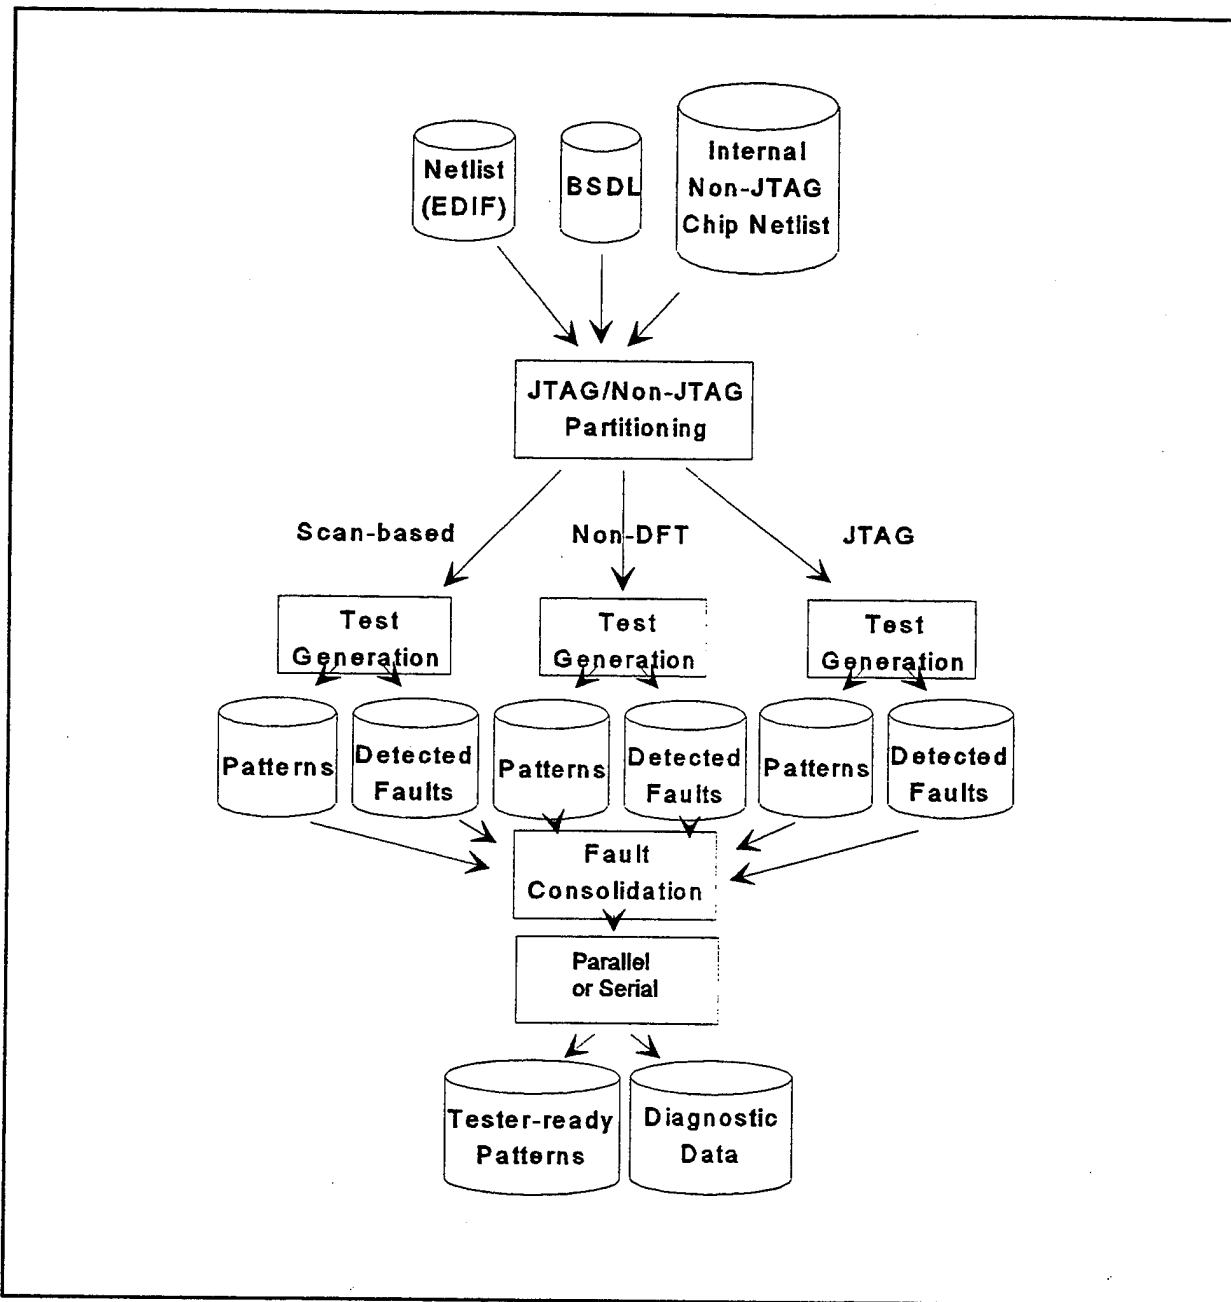 Netlist
(EDIF)
BSDL
Internal
Non-JTAG
Chip Netlist
JTAG/Non-JTAG
Partitioning
Scan-based
Non-DFT
JTAG
Test
Generation
Test
Generation
Test
Generation
Patterns
Detected
Faults
Patterns
Detected
Faults
Patterns
Detected
Faults
Fault
Consolidation
Parallel
or Serial
Tester-ready
Patterns
Diagnostic
Data